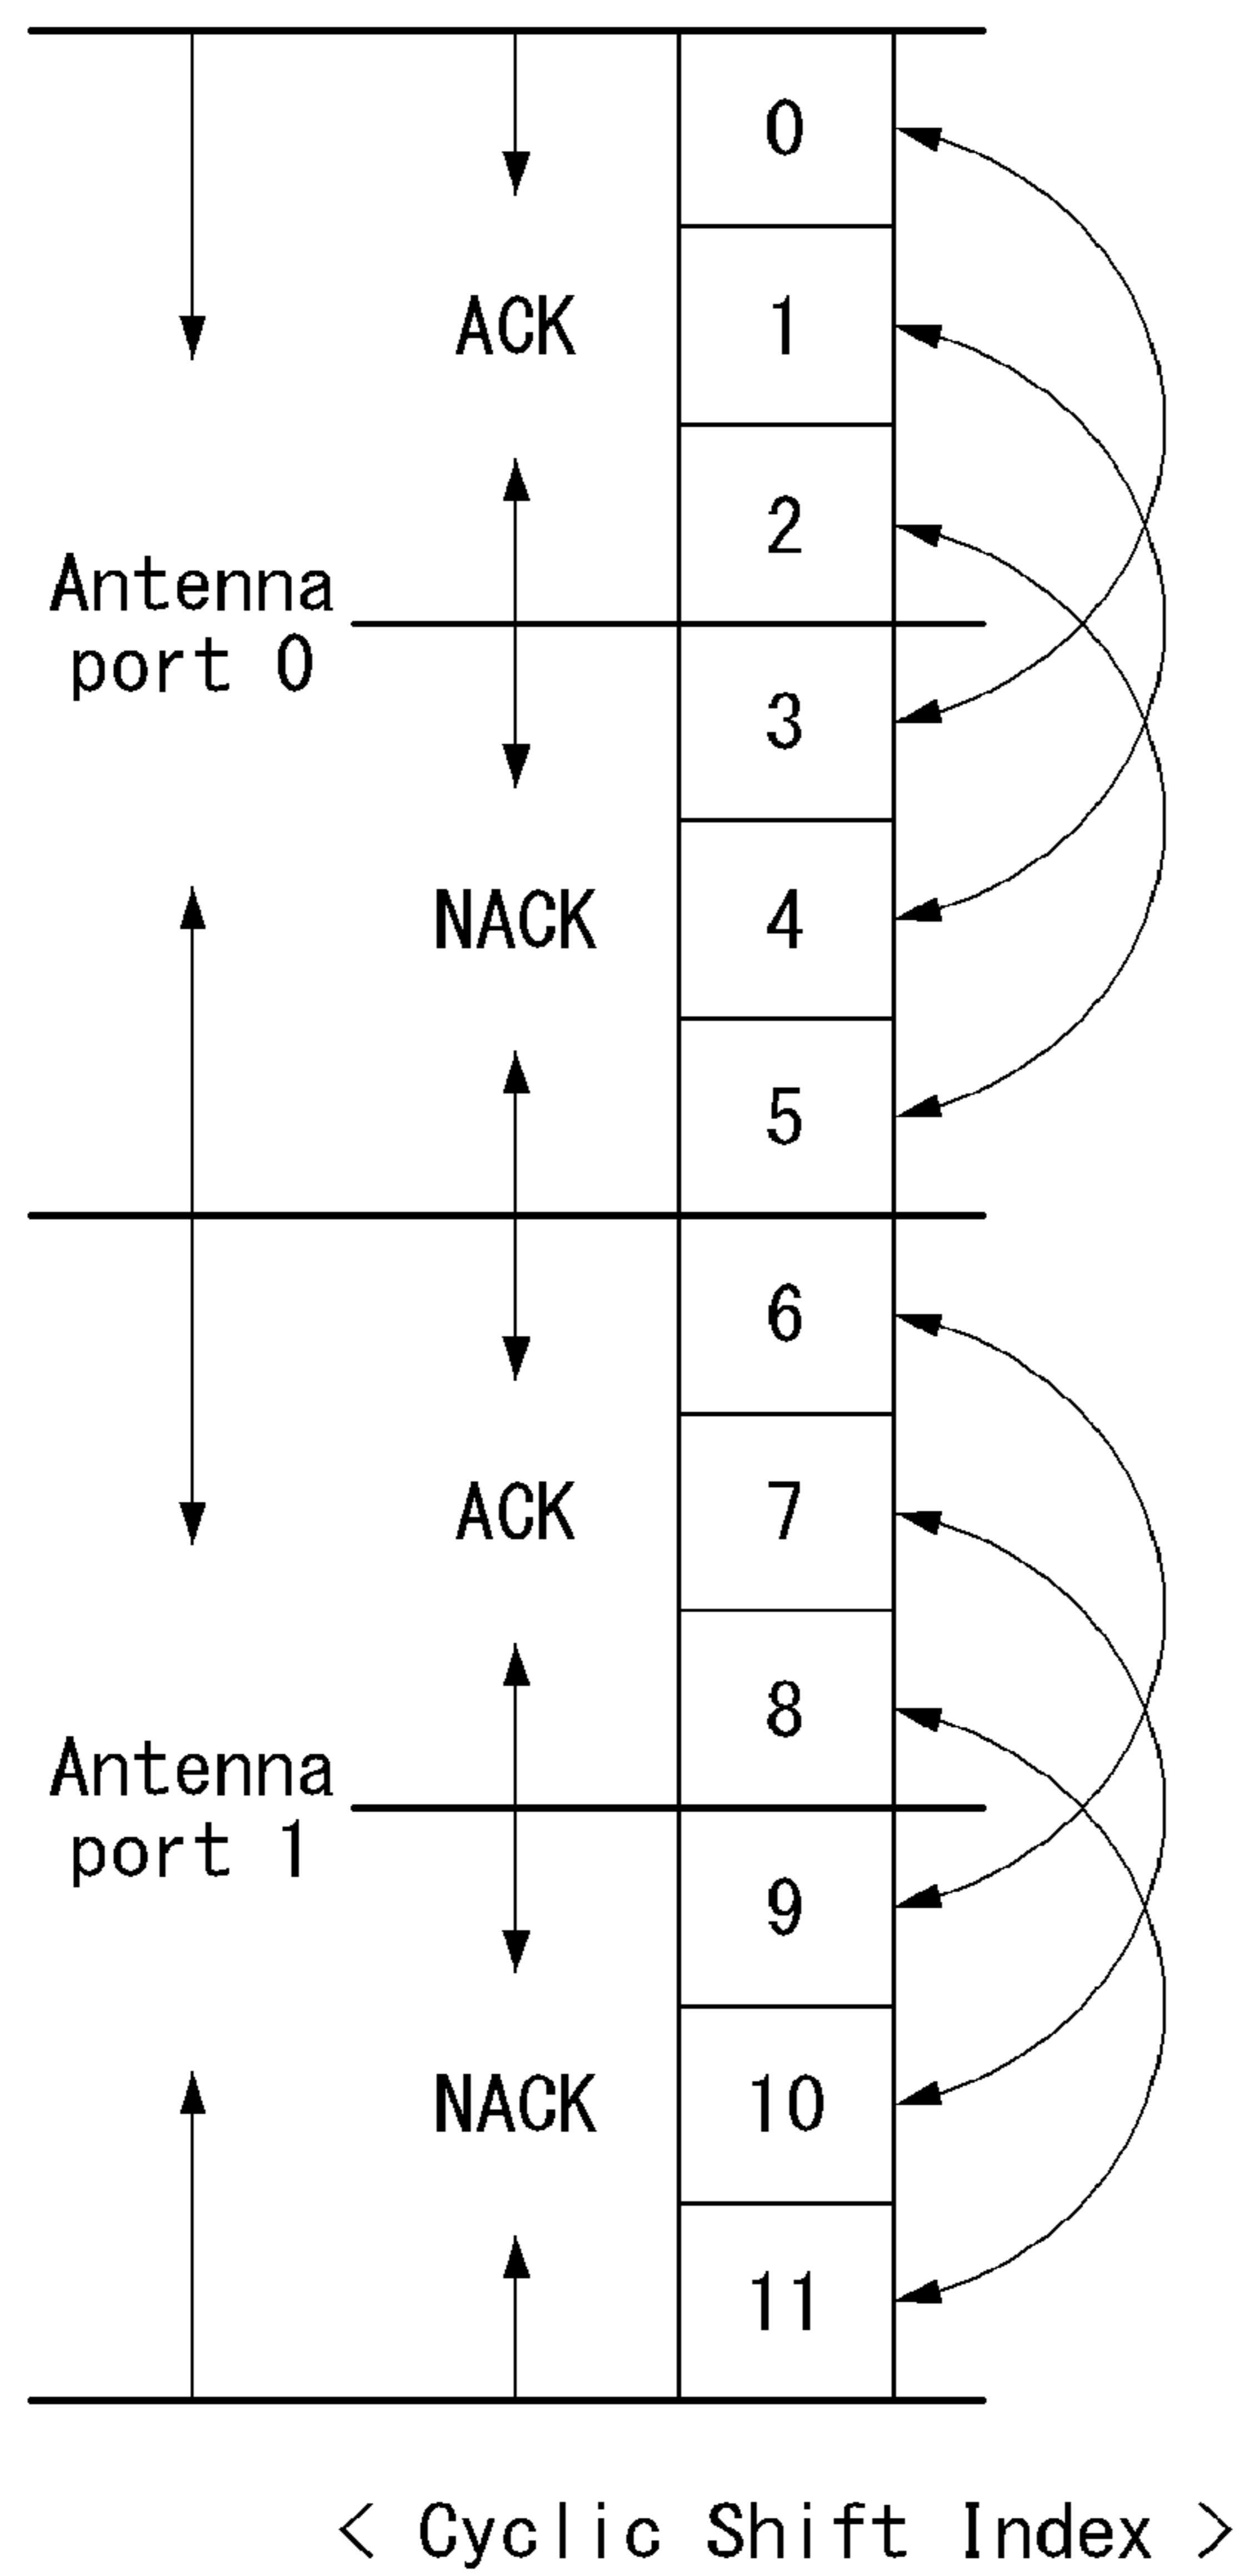 0
ACK 1
2
Antenna
port 0
3
NACK 4
5
6
ACK 7
8
Antenna
port 1
9
NACK 10
11
< Cyclic Shift Index >